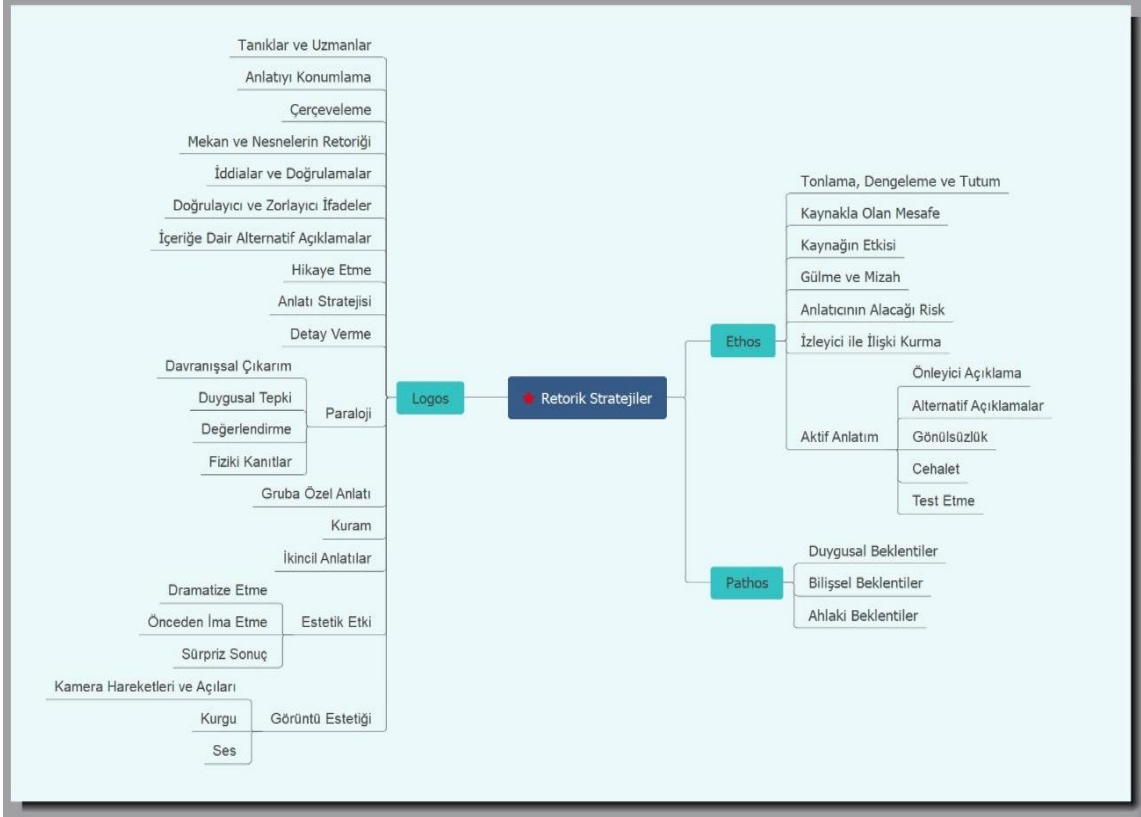 Retorik Stratejiler
Logos
Tanıklar ve Uzmanlar
Anlatıyı Konumlama
Çerçeveleme
Mekan ve Nesnelerin Retoriği
İddialar ve Doğrulamalar
Doğrulayıcı ve Zorlayıcı İfadeler
İçeriğe Dair Alternatif Açıklamalar
Hikaye Etme
Anlatı Stratejisi
Detay Verme
Paraloji
Davranışsal Çıkarım
Duygusal Tepki
Değerlendirme
Fiziki Kanıtlar
Gruba Özel Anlatı
Kuram
İkincil Anlatılar
Estetik Etki
Dramatize Etme
Önceden İma Etme
Sürpriz Sonuç
Görüntü Estetiği
Kamera Hareketleri ve Açıları
Kurgu
Ses
Ethos
Tonlama, Dengeleme ve Tutum
Kaynakla Olan Mesafe
Kaynağın Etkisi
Gülme ve Mizah
Anlatıcının Alacağı Risk
İzleyici ile İlişki Kurma
Aktif Anlatım
Önleyici Açıklama
Alternatif Açıklamalar
Gönülsüzlük
Cehalet
Test Etme
Pathos
Duygusal Beklentiler
Bilişsel Beklentiler
Ahlaki Beklentiler